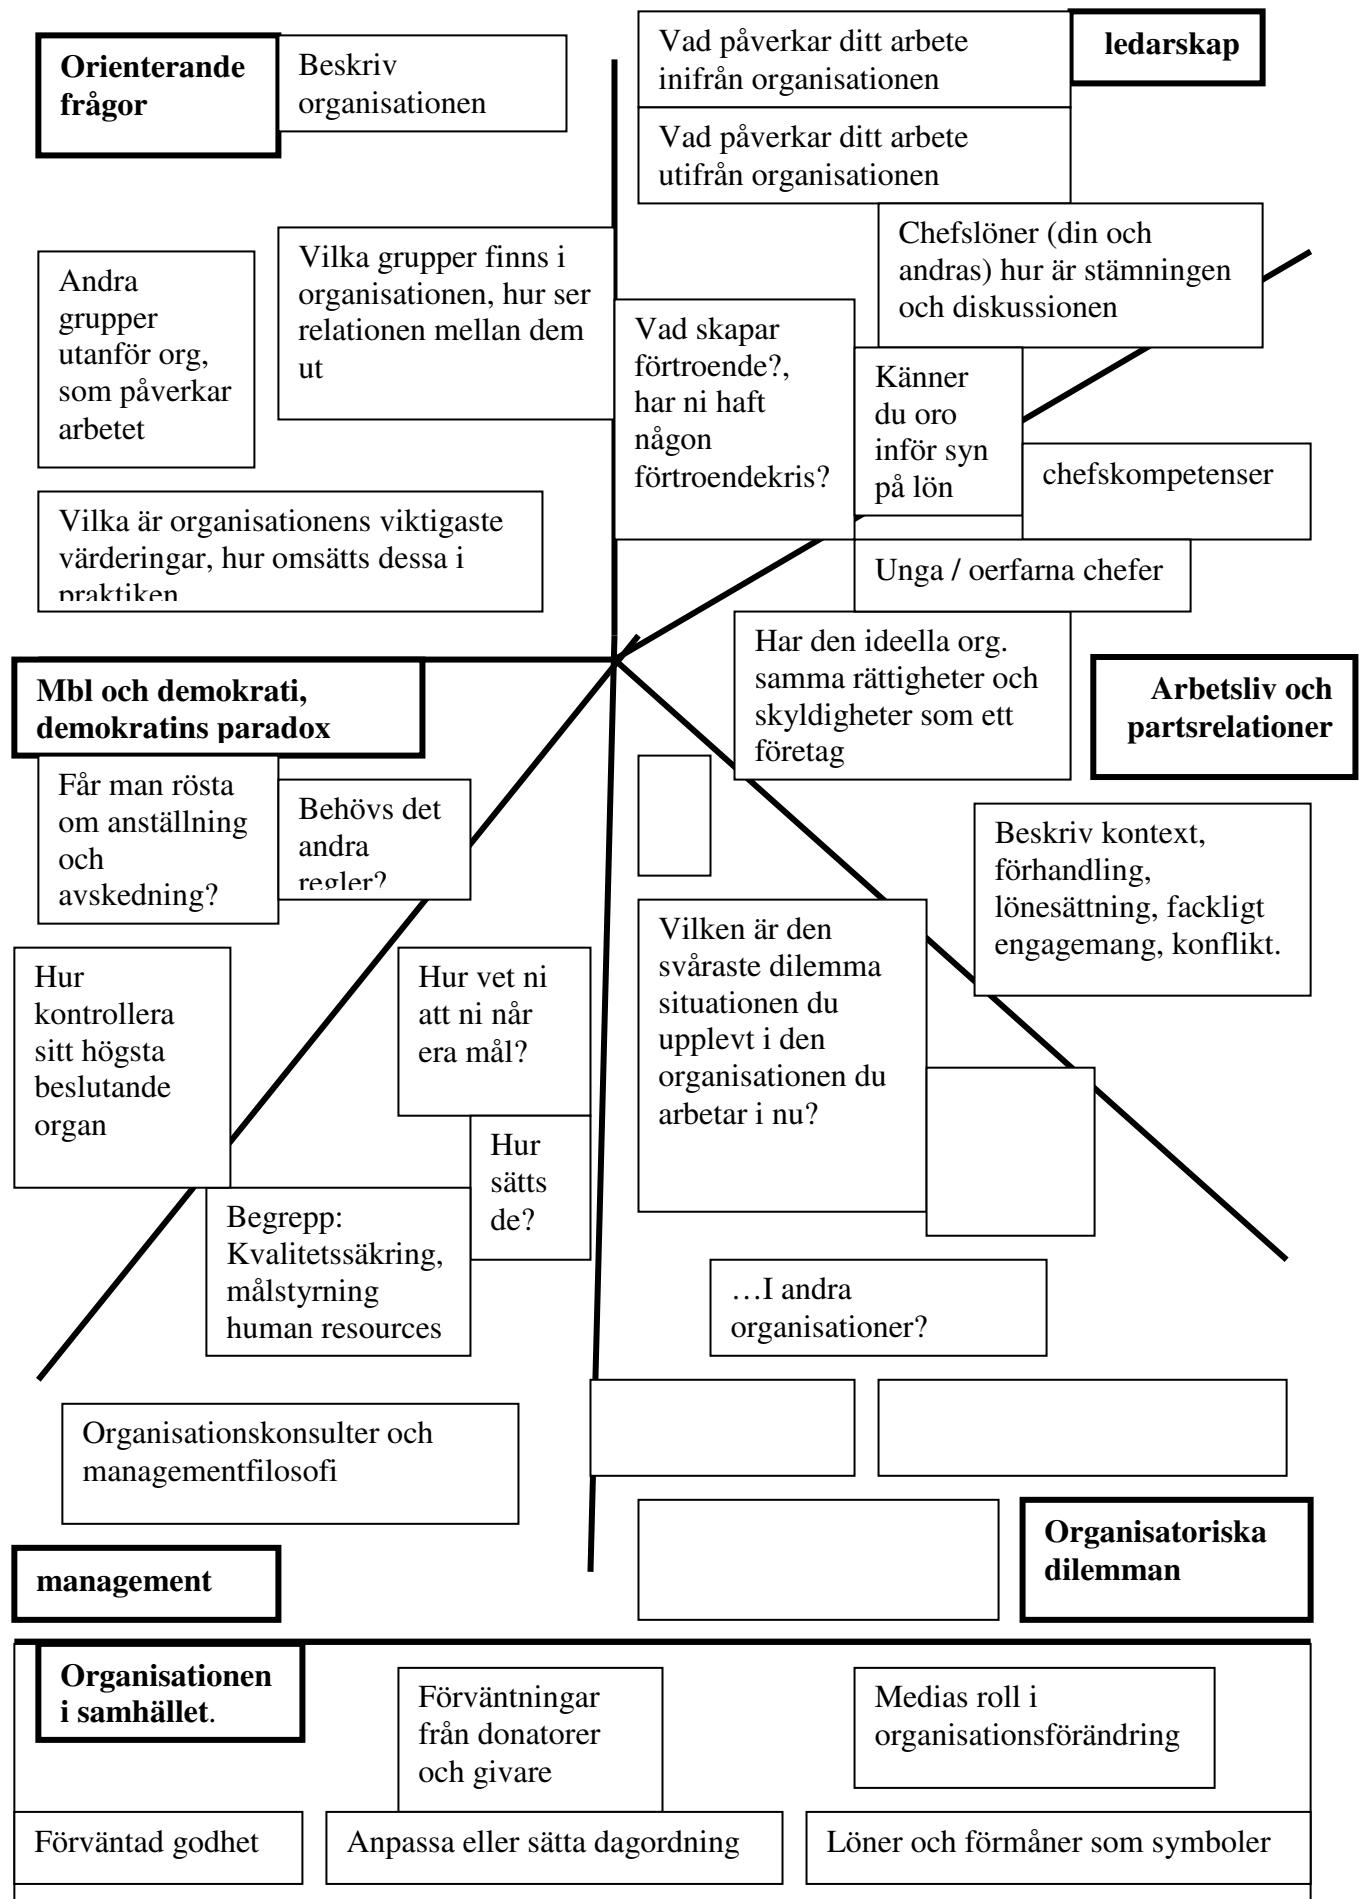 Orienterande
frågor
Beskriv
organisationen
Vad påverkar ditt arbete
inifrån organisationen
ledarskap
Vad påverkar ditt arbete
utifrån organisationen
Chefslöner (din och
andras) hur är stämningen
och diskussionen
Andra
grupper
utanför org,
som påverkar
arbetet
Vilka grupper finns i
organisationen, hur ser
relationen mellan dem
ut
Vad skapar
förtroende?,
har ni haft
någon
förtroendekris?
Känner
du oro
inför syn
på lön
chefskompetenser
Vilka är organisationens viktigaste
värderingar, hur omsätts dessa i
praktiken
Unga / oerfarna chefer
Har den ideella org.
samma rättigheter och
skyldigheter som ett
företag
Arbetsliv och
partsrelationer
Mbl och demokrati,
demokratins paradox
Får man rösta
om anställning
och
avskedning?
Behövs det
andra
regler?
Beskriv kontext,
förhandling,
lönesättning, fackligt
engagemang, konflikt.
Hur
kontrollera
sitt högsta
beslutande
organ
Hur vet ni
att ni når
era mål?
Vilken är den
svåraste dilemma
situationen du
upplevt i den
organisationen du
arbetar i nu?
Hur
sätts
de?
Begrepp:
Kvalitetssäkring,
målstyrning
human resources
…I andra
organisationer?
Organisationskonsulter och
managementfilosofi
management
Organisatoriska
dilemman
Organisationen
i samhället.
Förväntningar
från donatorer
och givare
Medias roll i
organisationsförändring
Förväntad godhet
Anpassa eller sätta dagordning
Löner och förmåner som symboler